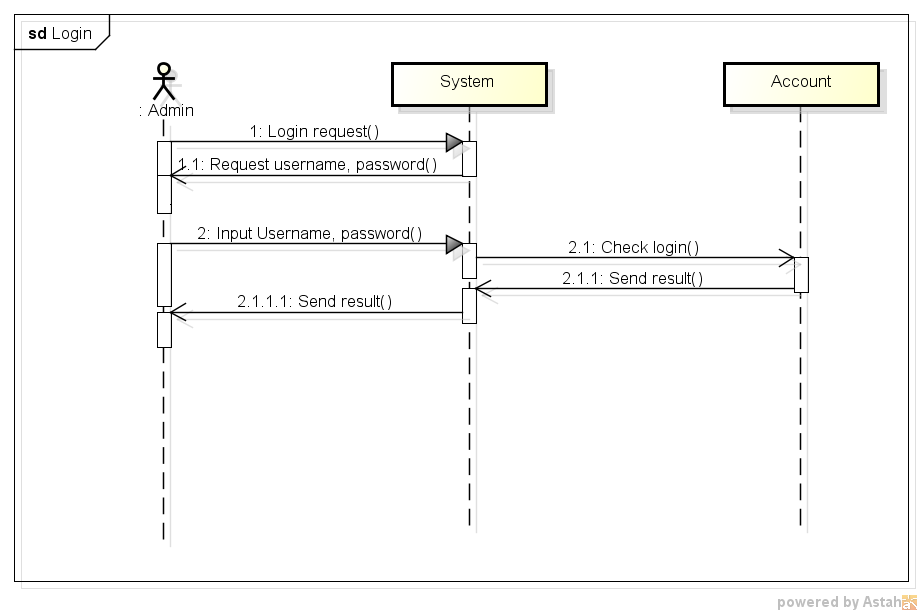 sd Login
: Admin
System
Account
1: Login request()
1.1: Request username, password()
2: Input Username, password()
2.1: Check login()
2.1.1: Send result()
2.1.1.1: Send result()
powered by Astah